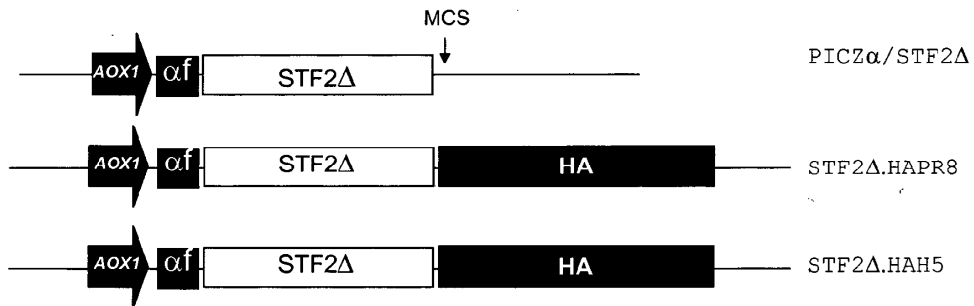 MCS
AOX1 αf STF2Δ PICZα/STF2Δ
AOX1 αf STF2Δ HA STF2Δ.HAPR8
AOX1 αf STF2Δ HA STF2Δ.HAH5